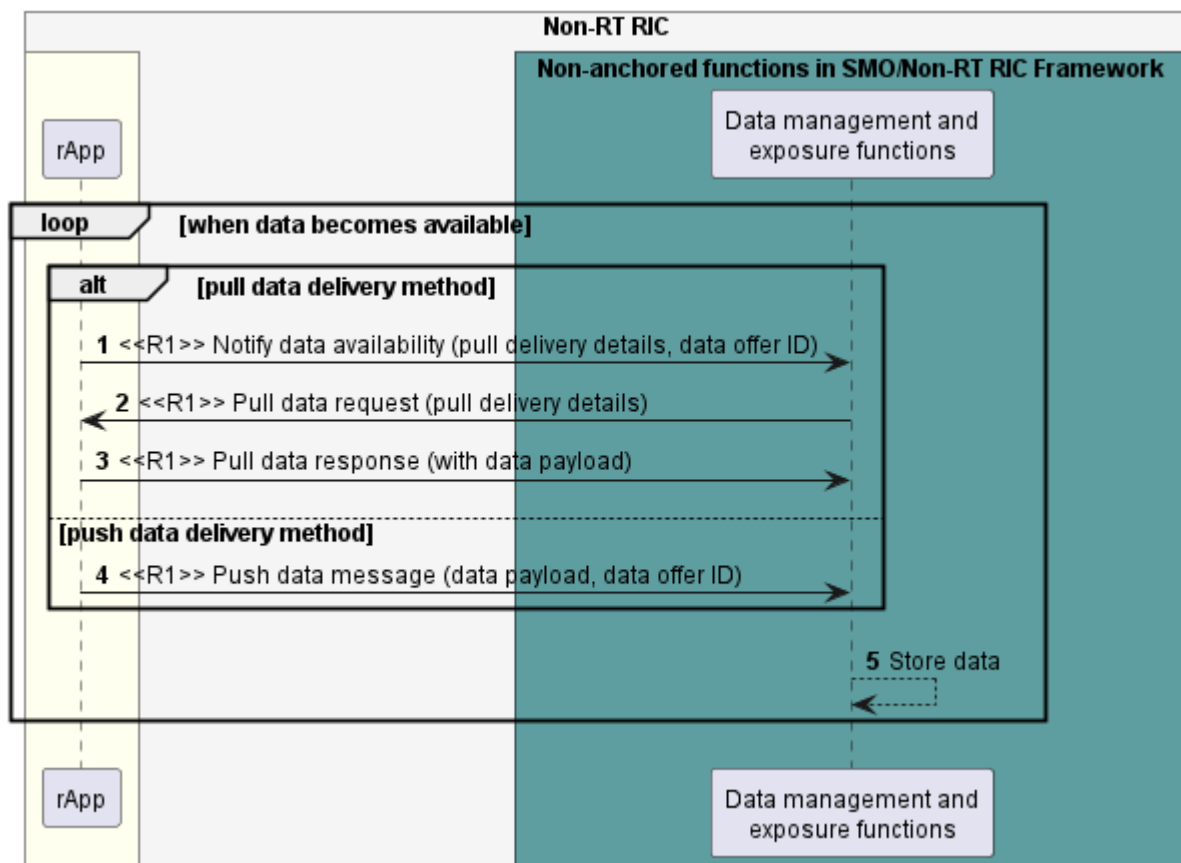 Non-RT RIC
Non-anchored functions in SMO/Non-RT RIC Framework
rApp
Data management and
exposure functions
loop [when data becomes available]
alt [pull data delivery method]
1 <<R1>> Notify data availability (pull delivery details, data offer ID)
2 <<R1>> Pull data request (pull delivery details)
3 <<R1>> Pull data response (with data payload)
[push data delivery method]
4 <<R1>> Push data message (data payload, data offer ID)
5 Store data
rApp
Data management and
exposure functions